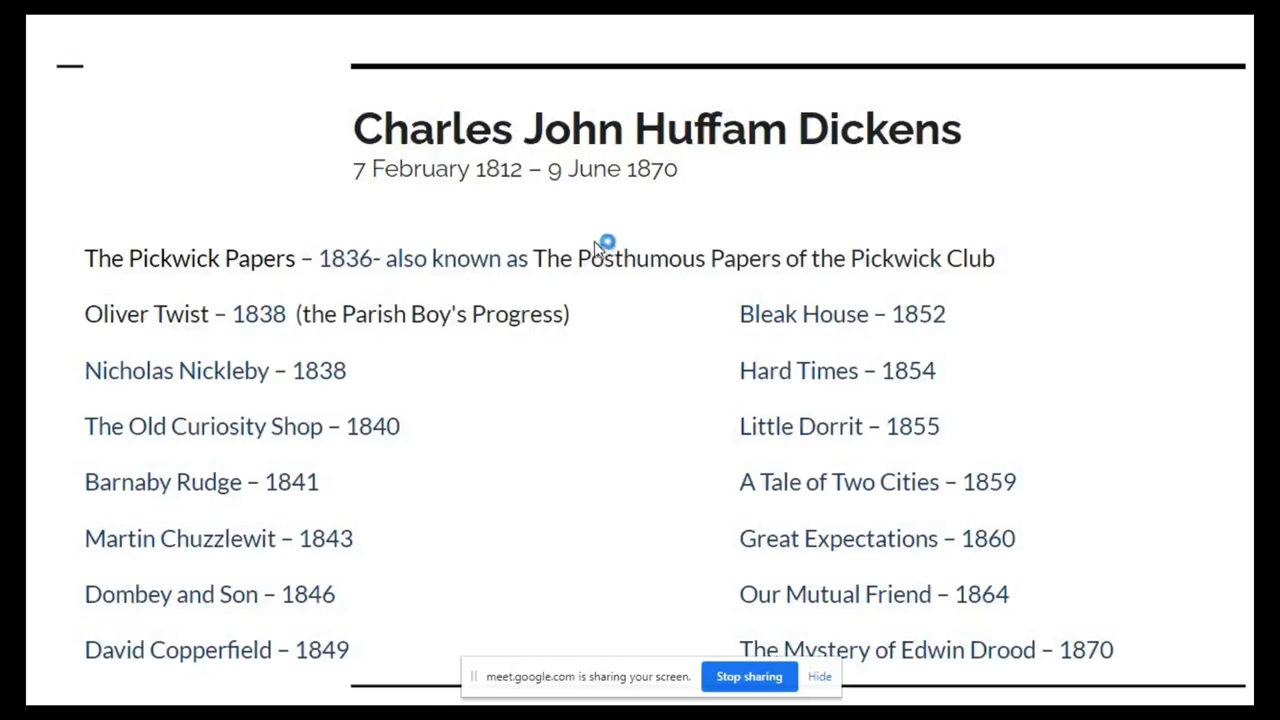 Charles John Huffam Dickens
7 February 1812 – 9 June 1870
The Pickwick Papers – 1836- also known as The Posthumous Papers of the Pickwick Club
Oliver Twist – 1838 (the Parish Boy's Progress)
Nicholas Nickleby – 1838
The Old Curiosity Shop – 1840
Barnaby Rudge – 1841
Martin Chuzzlewit – 1843
Dombey and Son – 1846
David Copperfield – 1849
Bleak House – 1852
Hard Times – 1854
Little Dorrit – 1855
A Tale of Two Cities – 1859
Great Expectations – 1860
Our Mutual Friend – 1864
The Mystery of Edwin Drood – 1870
meet.google.com is sharing your screen. Stop sharing Hide